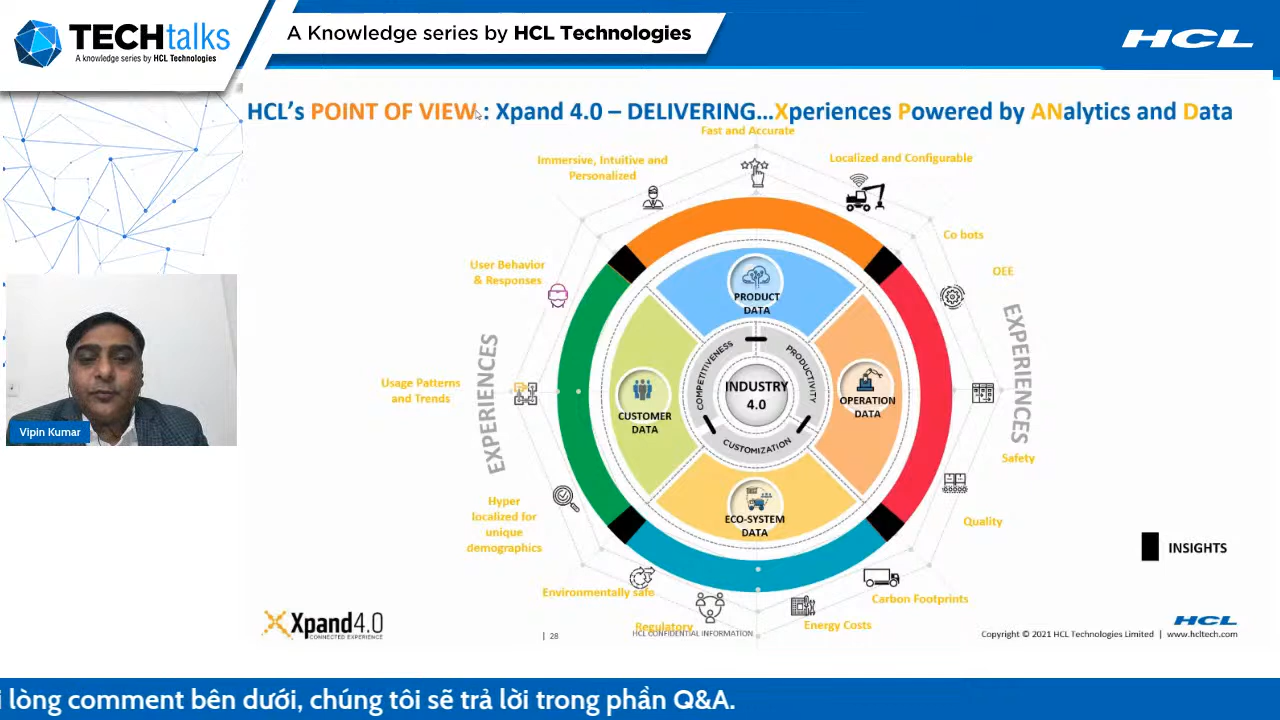 TECHtalks
A knowledge series by HCL Technologies
A Knowledge series by HCL Technologies
HCL
HCL's POINT OF VIEW : Xpand 4.0 – DELIVERING...Xperiences Powered by ANalytics and Data
Fast and Accurate
Immersive, Intuitive and
Personalized
Localized and Configurable
Co bots
User Behavior
& Responses
OEE
PRODUCT
DATA
EXPERIENCES
EXPERIENCES
COMPETITIVENESS
PRODUCTIVITY
CUSTOMIZATION
INDUSTRY
4.0
Usage Patterns
and Trends
CUSTOMER
DATA
OPERATION
DATA
Vipin Kumar
Safety
Hyper
localized for
unique
demographics
ECO-SYSTEM
DATA
Quality
INSIGHTS
Environmentally safe
Carbon Footprints
Regulatory
Energy Costs
Xpand4.0
CONNECTED EXPERIENCE
| 28
HCL CONFIDENTIAL INFORMATION
HCL
Copyright © 2021 HCL Technologies Limited | www.hcltech.com
i lòng comment bên dưới, chúng tôi sẽ trả lời trong phần Q&A.